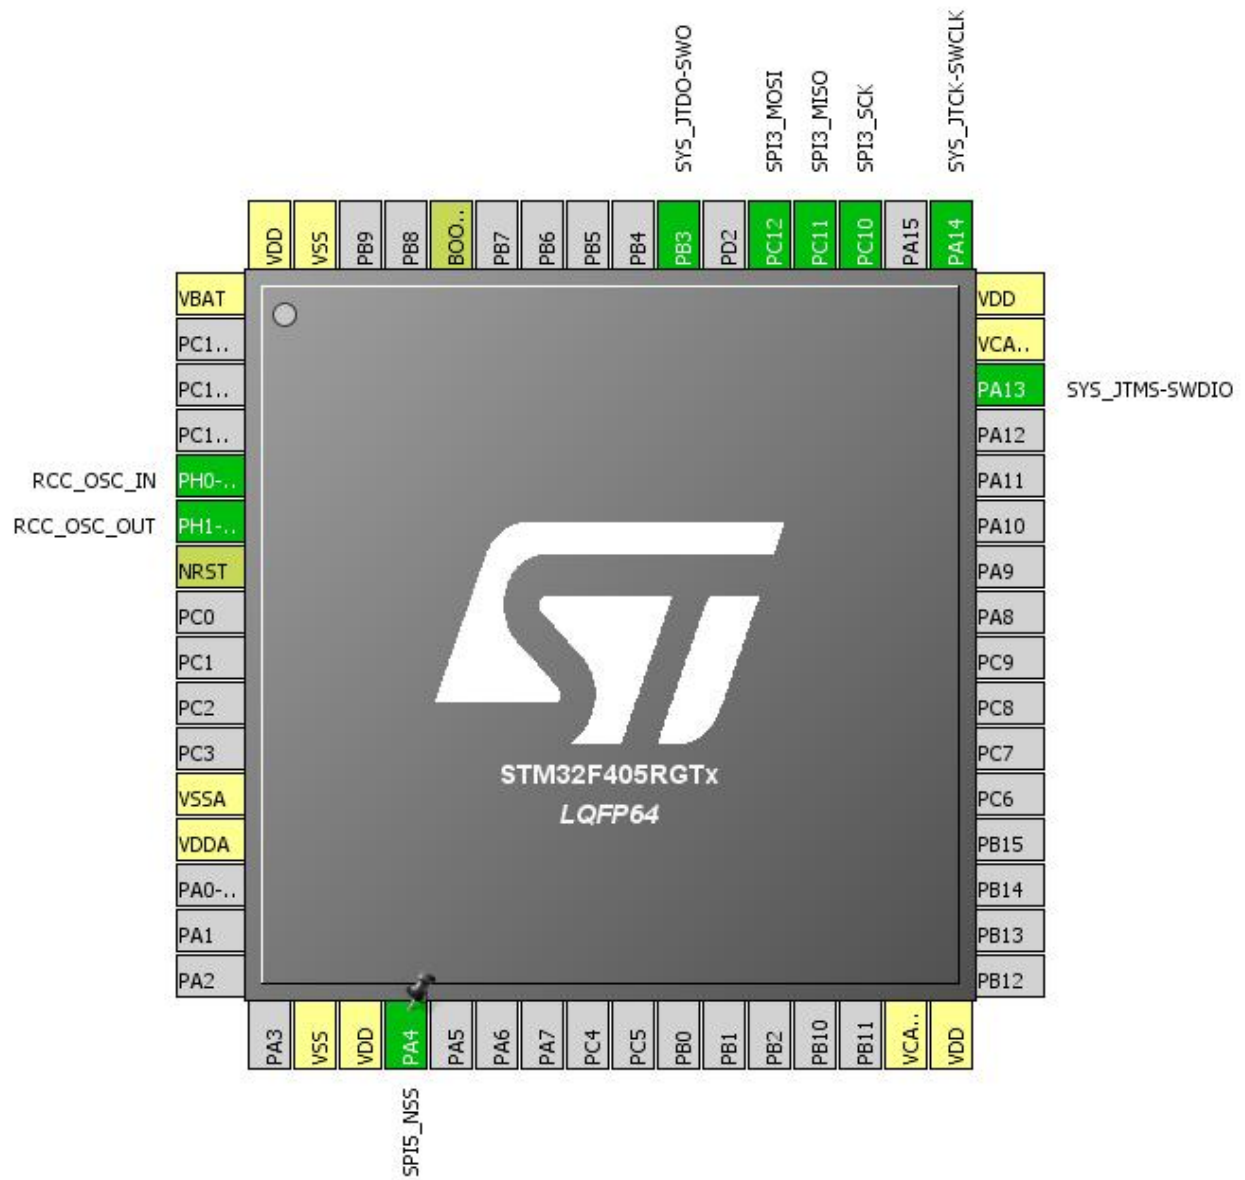 SYS_JTDO-SWO
SPI3_MOSI
SPI3_MISO
SPI3_SCK
SYS_JTCK-SWCLK
VDD
VSS
PB9
PB8
BOO..
PB7
PB6
PB5
PB4
PB3
PD2
PC12
PC11
PC10
PA15
PA14
VBAT
PC1..
PC1..
PC1..
RCC_OSC_IN PH0-..
RCC_OSC_OUT PH1-..
NRST
PC0
PC1
PC2
PC3
VSSA
VDDA
PA0-..
PA1
PA2
VDD
VCA..
PA13 SYS_JTMS-SWDIO
PA12
PA11
PA10
PA9
PA8
PC9
PC8
PC7
PC6
PB15
PB14
PB13
PB12
ST
STM32F405RGTx
LQFP64
PA3
VSS
VDD
PA4
PA5
PA6
PA7
PC4
PC5
PB0
PB1
PB2
PB10
PB11
VCA..
VDD
SPI5_NSS